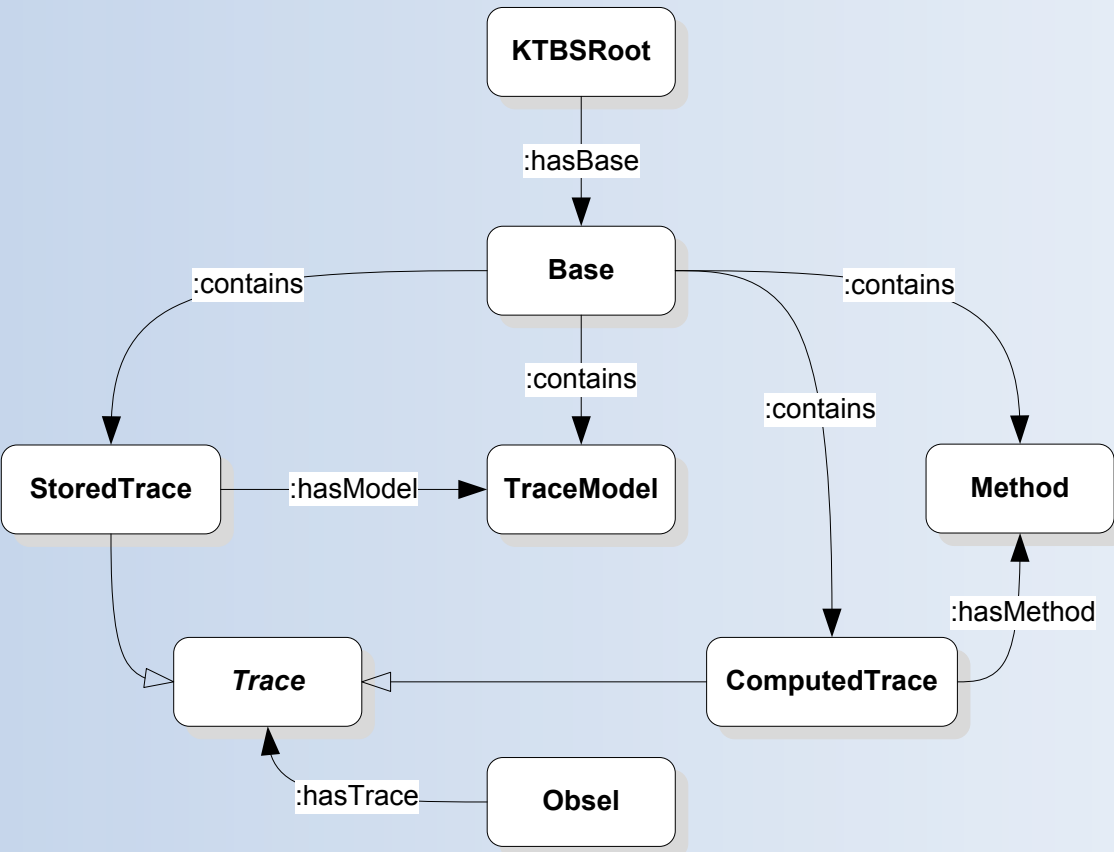 KTBSRoot
:hasBase
Base
:contains
:contains
:contains
:contains
StoredTrace
:hasModel
TraceModel
Method
:hasMethod
Trace
ComputedTrace
:hasTrace
Obsel